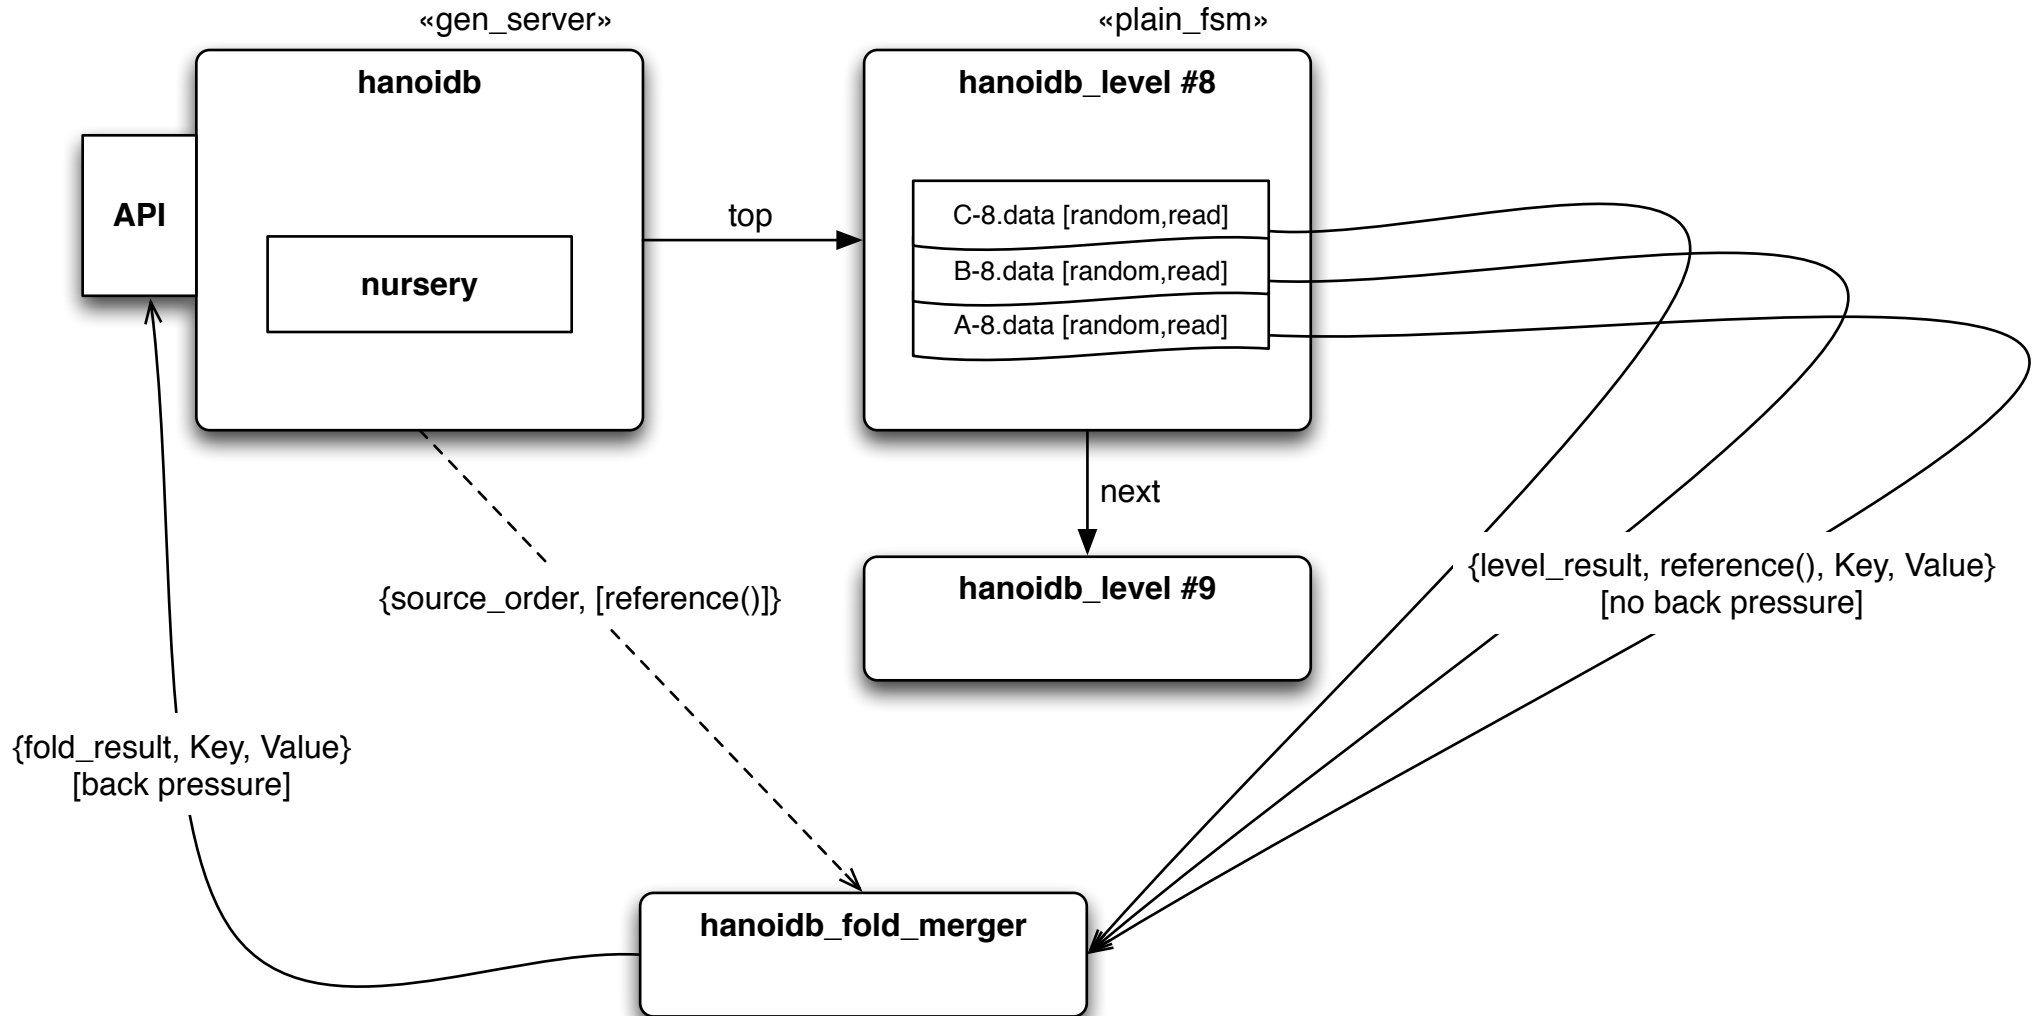 «gen_server»
«plain_fsm»
hanoidb
hanoidb_level #8
API
nursery
top
C-8.data [random,read]
B-8.data [random,read]
A-8.data [random,read]
next
{source_order, [reference()]}
hanoidb_level #9
{level_result, reference(), Key, Value}
[no back pressure]
{fold_result, Key, Value}
[back pressure]
hanoidb_fold_merger